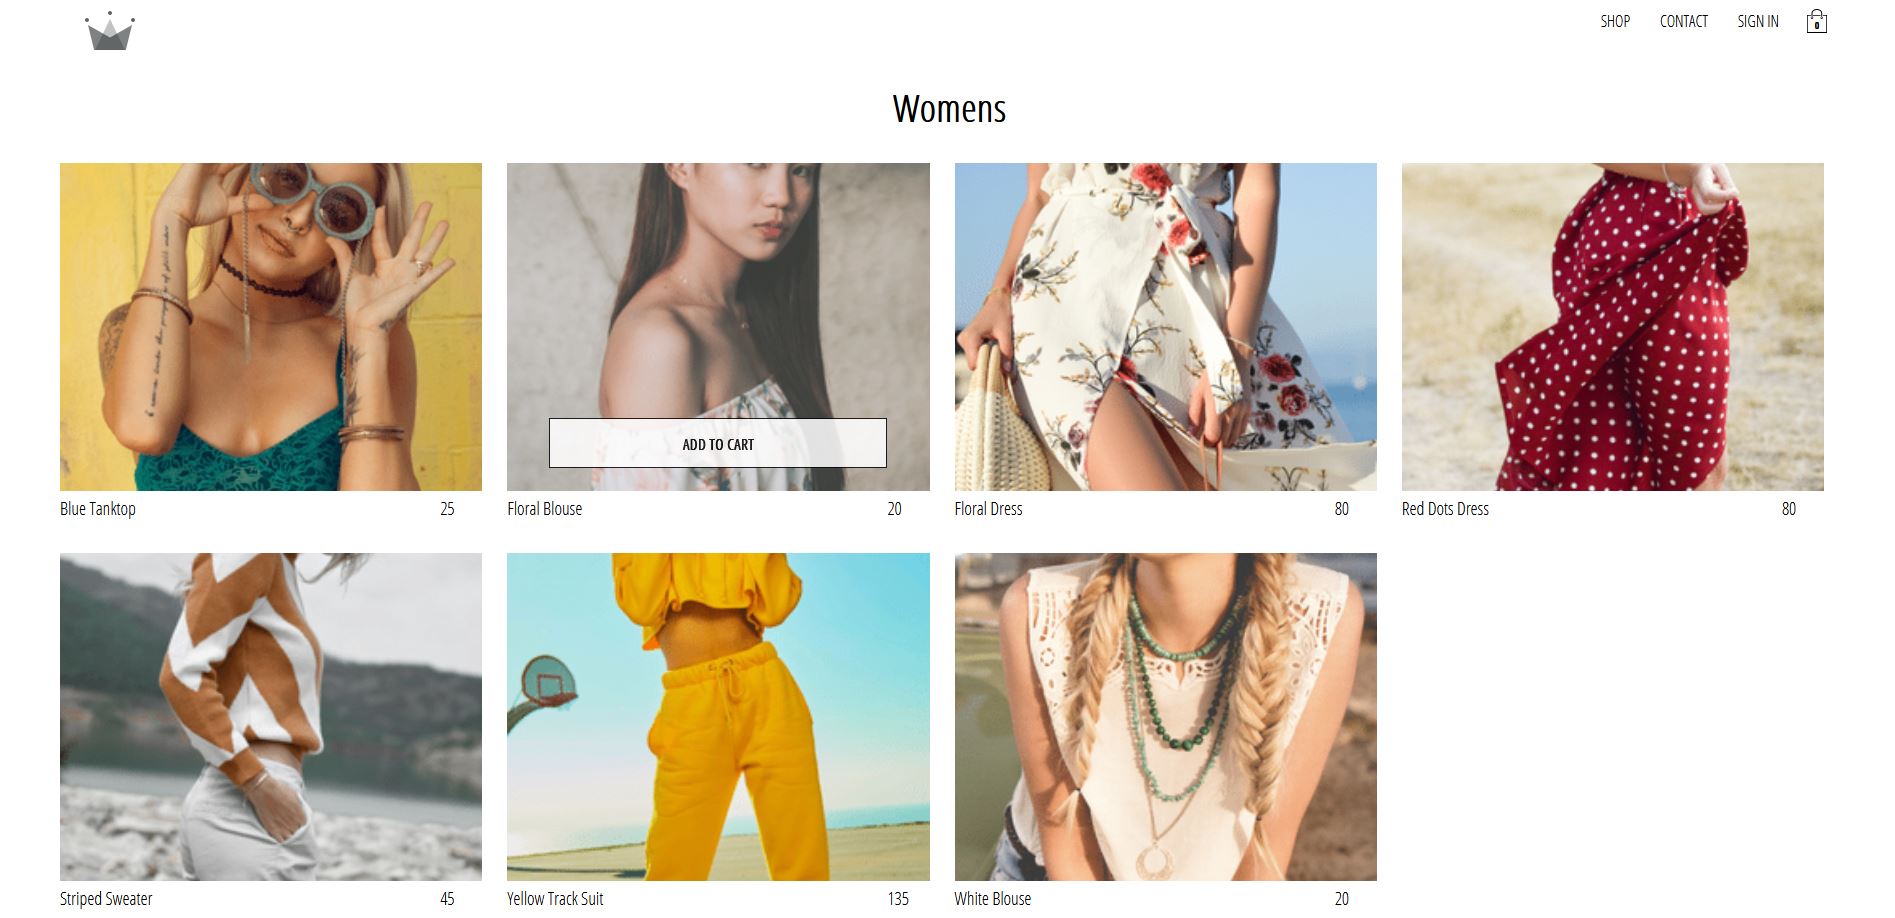 SHOP CONTACT SIGN IN 0
Womens
ADD TO CART
Blue Tanktop 25
Floral Blouse 20
Floral Dress 80
Red Dots Dress 80
Striped Sweater 45
Yellow Track Suit 135
White Blouse 20